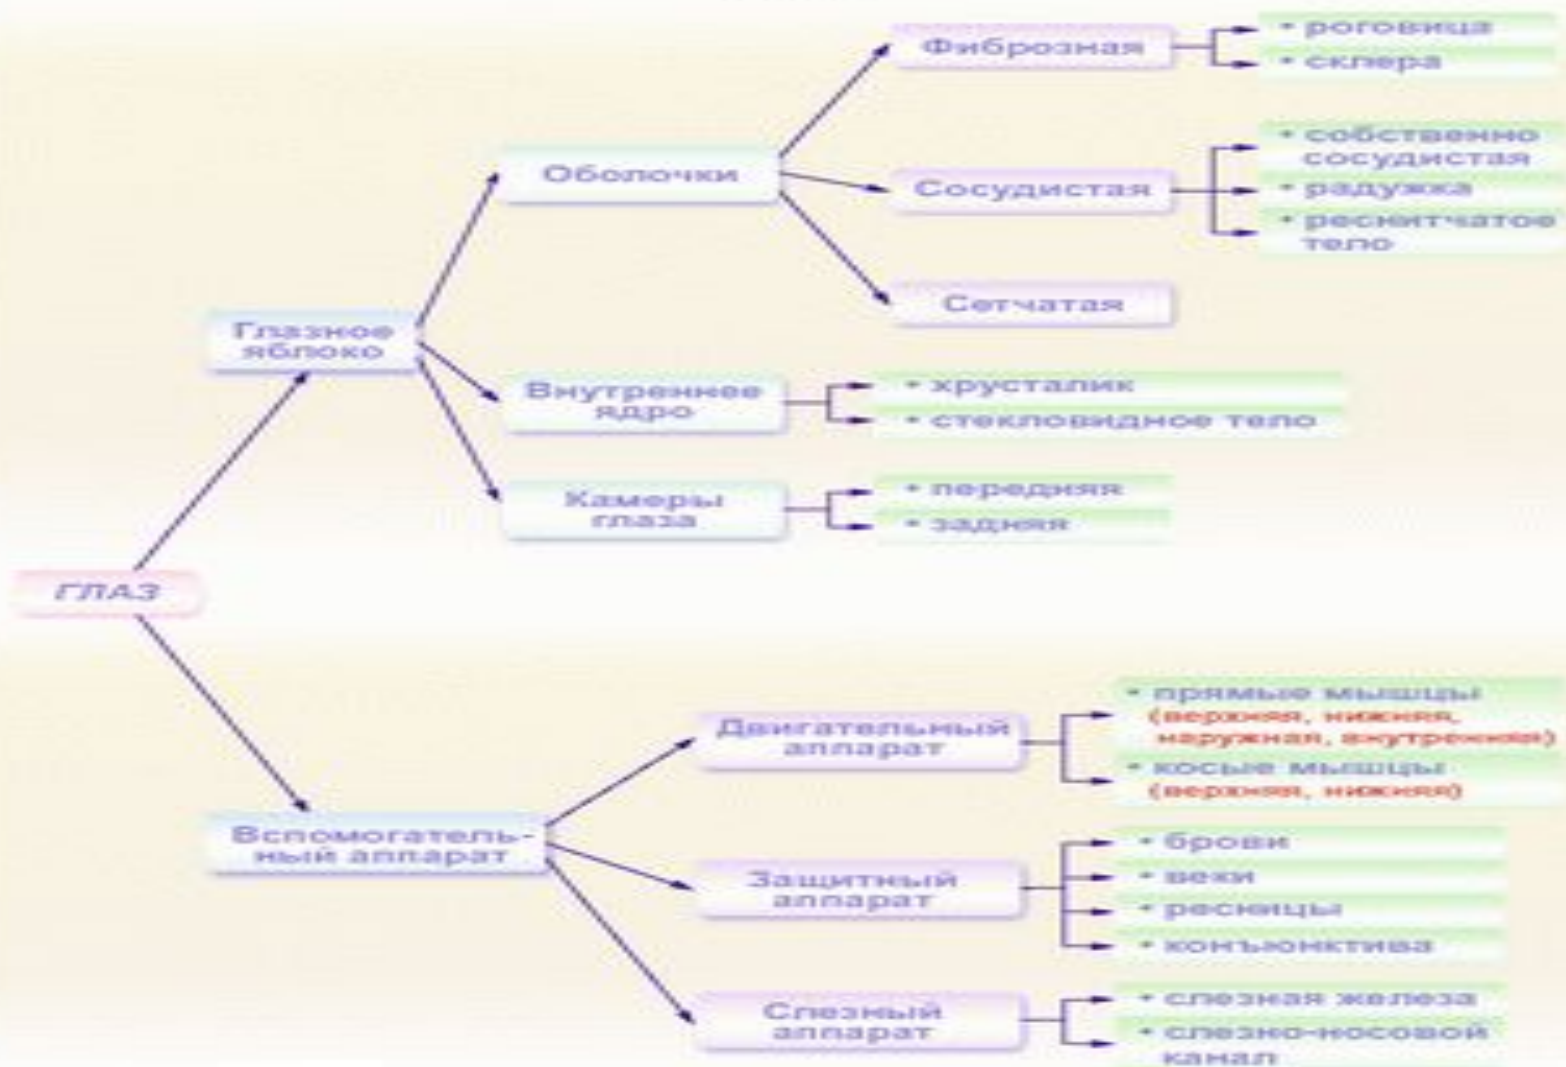 Фиброзная
• роговица
• склера
Оболочки
Сосудистая
• собственно
сосудистая
• радужка
• реснитчатое
тело
Сетчатая
Глазное
яблоко
Внутреннее
ядро
• хрусталик
• стекловидное тело
Камеры
глаза
• передняя
• задняя
ГЛАЗ
Вспомогатель-
ный аппарат
Двигательный
аппарат
• прямые мышцы
(верхняя, нижняя,
наружная, внутренняя)
• косые мышцы
(верхняя, нижняя)
Защитный
аппарат
• брови
• веки
• ресницы
• конъюнктива
Слезный
аппарат
• слезная железа
• слезно-носовой
канал